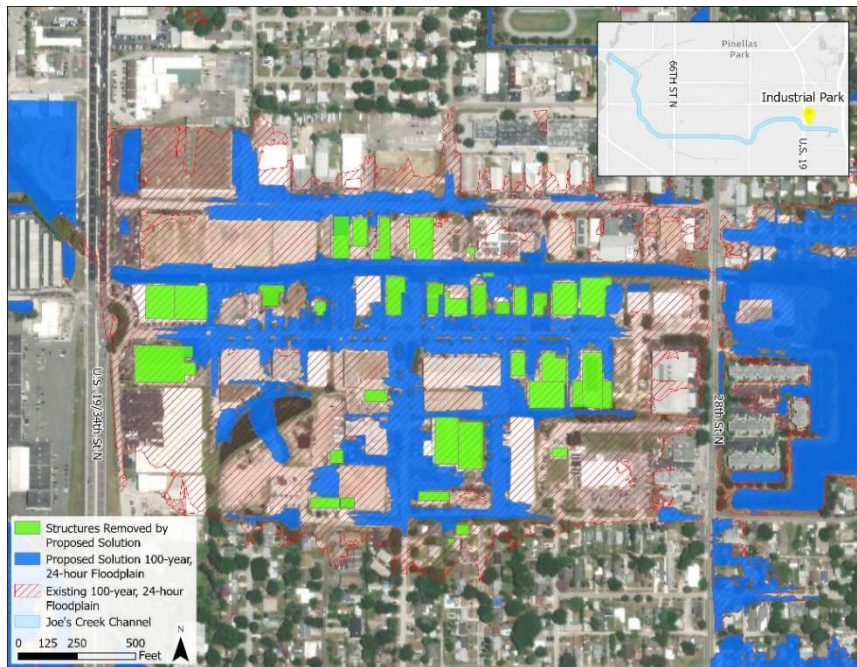 Pinellas
Park
66TH ST N
Industrial Park
U.S. 19
U.S. 19/34th St N
28th St N
Structures Removed by
Proposed Solution
Proposed Solution 100-year,
24-hour Floodplain
Existing 100-year, 24-hour
Floodplain
Joe's Creek Channel
0 125 250 500
Feet
N